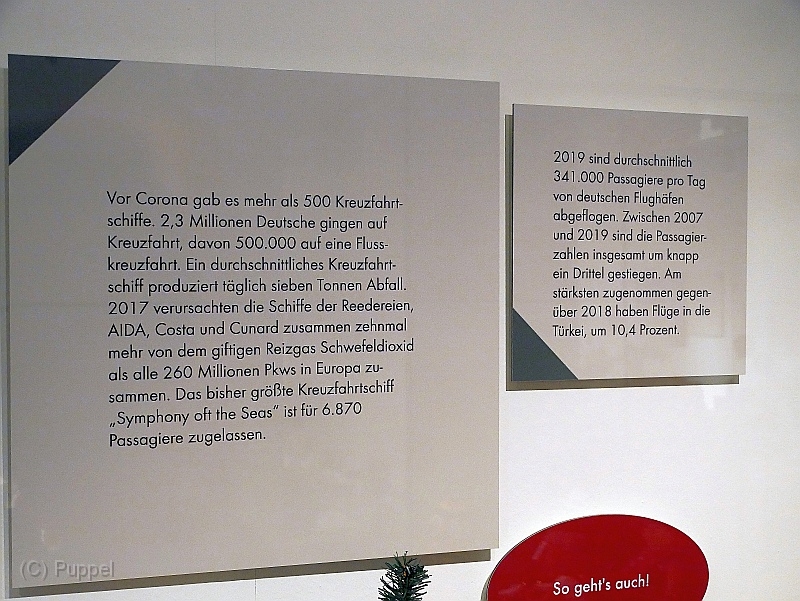 Vor Corona gab es mehr als 500 Kreuzfahrt-
schiffe. 2,3 Millionen Deutsche gingen auf
Kreuzfahrt, davon 500.000 auf eine Fluss-
kreuzfahrt. Ein durchschnittliches Kreuzfahrt-
schiff produziert täglich sieben Tonnen Abfall.
2017 verursachten die Schiffe der Reedereien,
AIDA, Costa und Cunard zusammen zehnmal
mehr von dem giftigen Reizgas Schwefeldioxid
als alle 260 Millionen Pkws in Europa zu-
sammen. Das bisher größte Kreuzfahrtschiff
„Symphony oft the Seas“ ist für 6.870
Passagiere zugelassen.
2019 sind durchschnittlich
341.000 Passagiere pro Tag
von deutschen Flughäfen
abgeflogen. Zwischen 2007
und 2019 sind die Passagier-
zahlen insgesamt um knapp
ein Drittel gestiegen. Am
stärksten zugenommen gegen-
über 2018 haben Flüge in die
Türkei, um 10,4 Prozent.
So geht's auch!
(C) Puppel